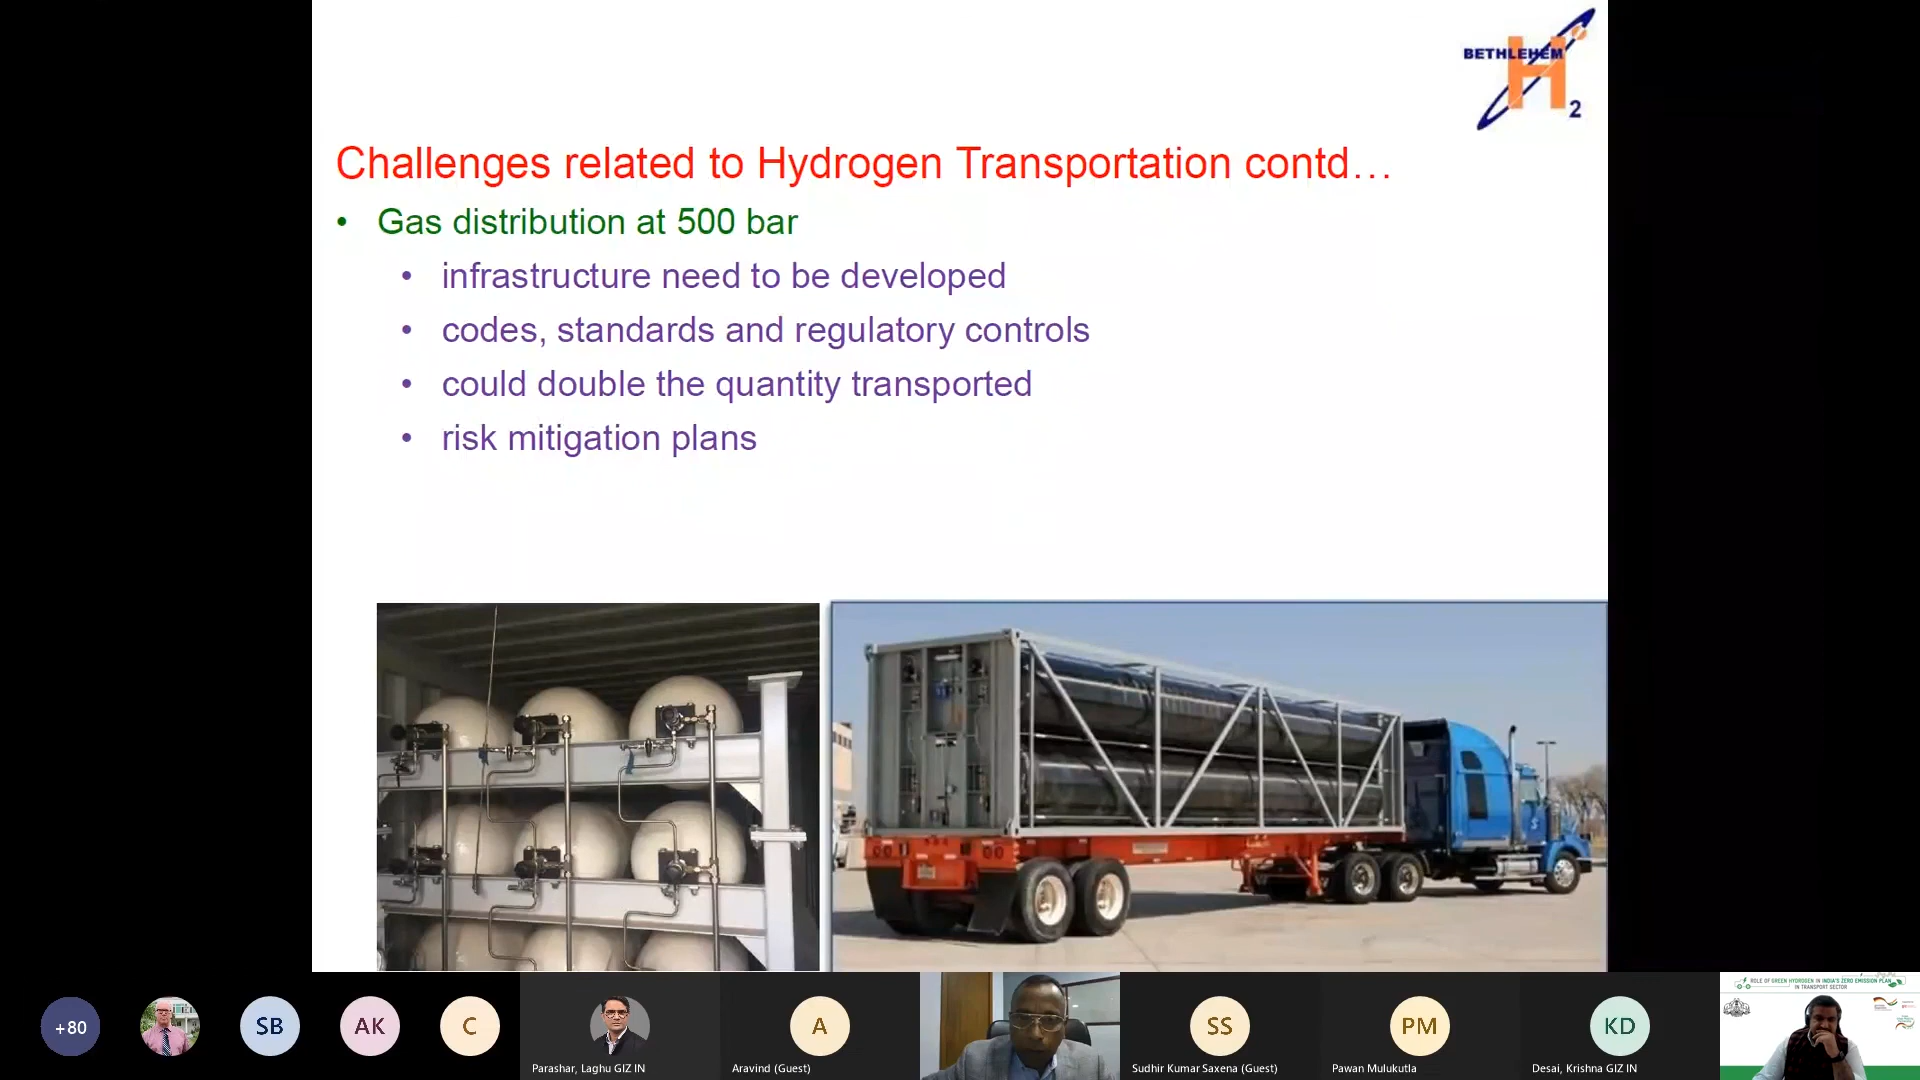 BETHLEHEM
H2
Challenges related to Hydrogen Transportation contd…
• Gas distribution at 500 bar
• infrastructure need to be developed
• codes, standards and regulatory controls
• could double the quantity transported
• risk mitigation plans
+80
SB
AK
C
A
SS
PM
KD
Parashar, Laghu GIZ IN
Aravind (Guest)
Sudhir Kumar Saxena (Guest)
Pawan Mulukutla
Desai, Krishna GIZ IN
ROLE OF GREEN HYDROGEN IN INDIA'S ZERO EMISSION PLAN
IN TRANSPORT SECTOR